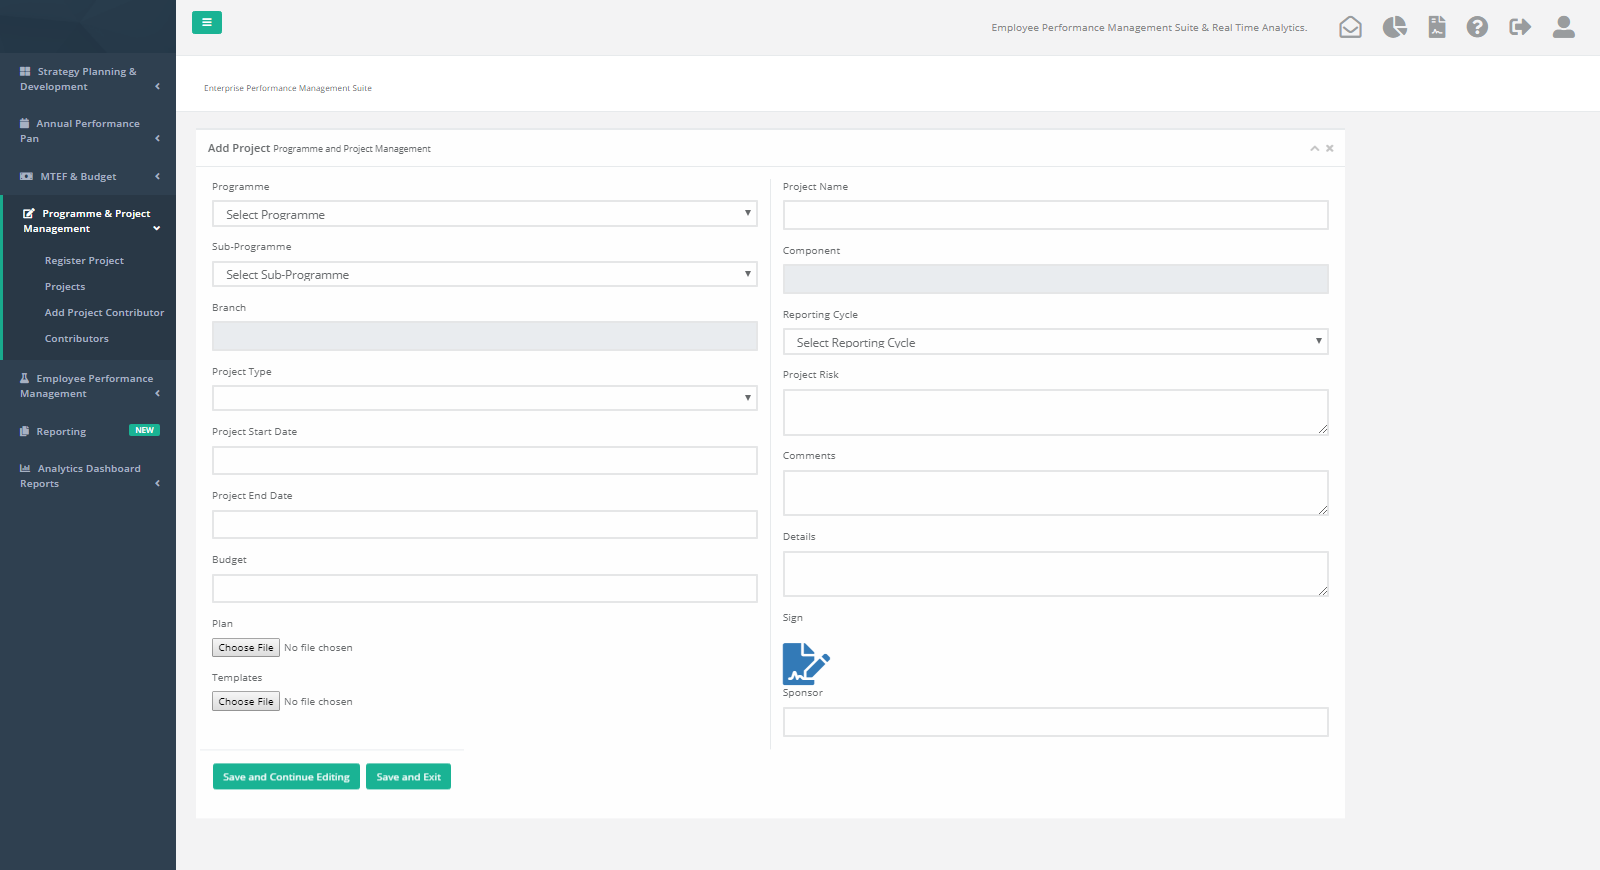 Employee Performance Management Suite & Real Time Analytics.
Enterprise Performance Management Suite
Strategy Planning &
Development
Annual Performance
Pan
MTEF & Budget
Programme & Project
Management
Register Project
Projects
Add Project Contributor
Contributors
Employee Performance
Management
Reporting NEW
Analytics Dashboard
Reports
Add Project Programme and Project Management
Programme
Select Programme
Sub-Programme
Select Sub-Programme
Branch
Project Type
Project Start Date
Project End Date
Budget
Plan
Choose File No file chosen
Templates
Choose File No file chosen
Project Name
Component
Reporting Cycle
Select Reporting Cycle
Project Risk
Comments
Details
Sign
Sponsor
Save and Continue Editing Save and Exit